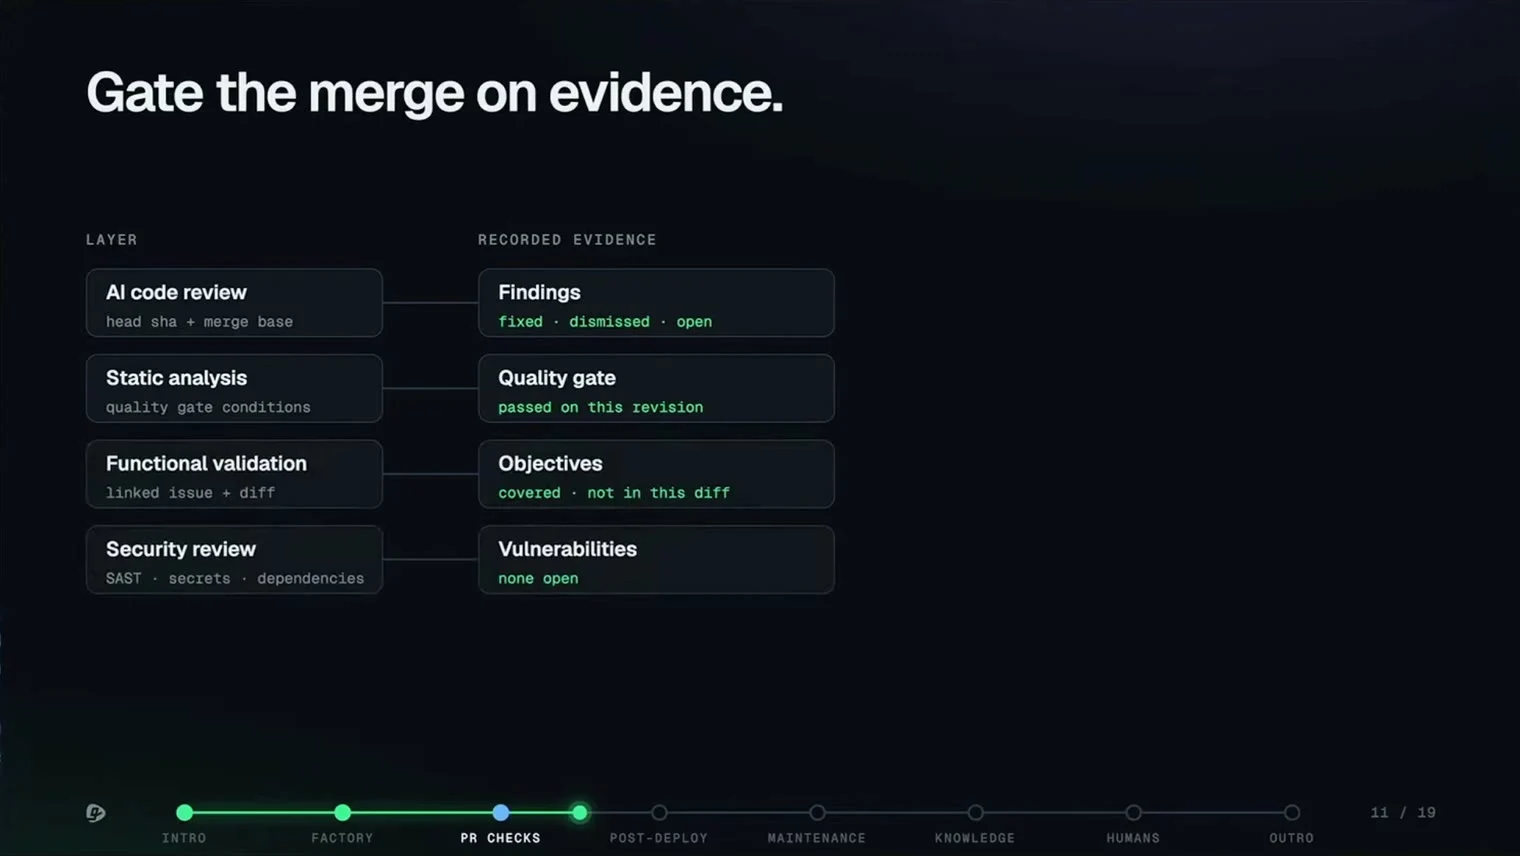 Gate the merge on evidence.
LAYER
RECORDED EVIDENCE
AI code review
head sha + merge base
Findings
fixed · dismissed · open
Static analysis
quality gate conditions
Quality gate
passed on this revision
Functional validation
linked issue + diff
Objectives
covered · not in this diff
Security review
SAST · secrets · dependencies
Vulnerabilities
none open
INTRO
FACTORY
PR CHECKS
POST-DEPLOY
MAINTENANCE
KNOWLEDGE
HUMANS
OUTRO
11 / 19